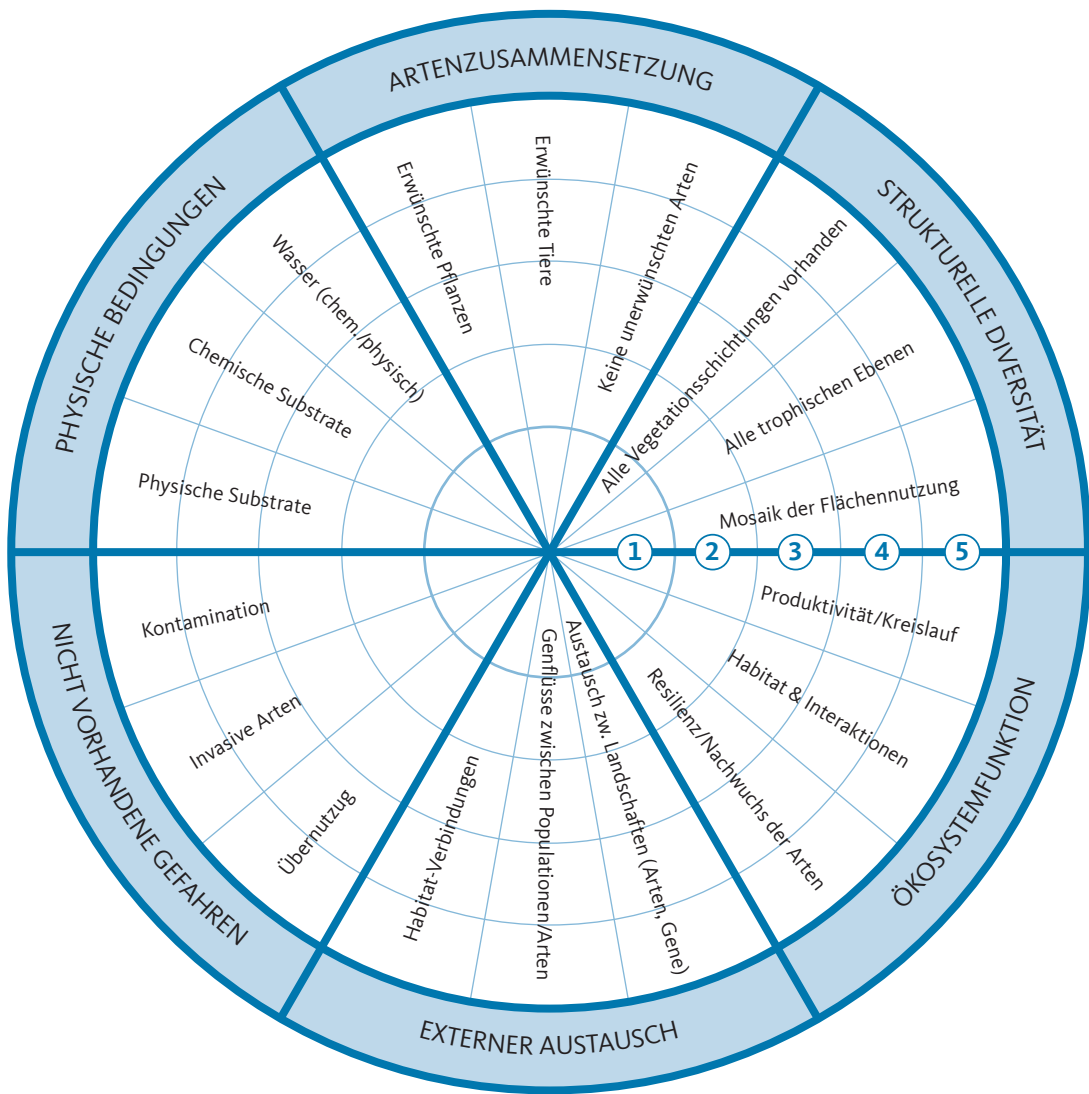 ARTENZUSAMMENSETZUNG
Erwünschte Pflanzen
Erwünschte Tiere
Keine unerwünschten Arten
STRUKTURELLE DIVERSITÄT
Alle Vegetationsschichtungen vorhanden
Alle trophischen Ebenen
Mosaik der Flächennutzung
1
2
3
4
5
ÖKOSYSTEMFUNKTION
Produktivität/Kreislauf
Habitat & Interaktionen
Resilienz/Nachwuchs der Arten
EXTERNER AUSTAUSCH
Austausch zw. Landschaften (Arten, Gene)
Genflüsse zwischen Populationen/Arten
Habitat-Verbindungen
NICHT VORHANDENE GEFAHREN
Übernutzug
Invasive Arten
Kontamination
PHYSISCHE BEDINGUNGEN
Physische Substrate
Chemische Substrate
Wasser (chem./physisch)